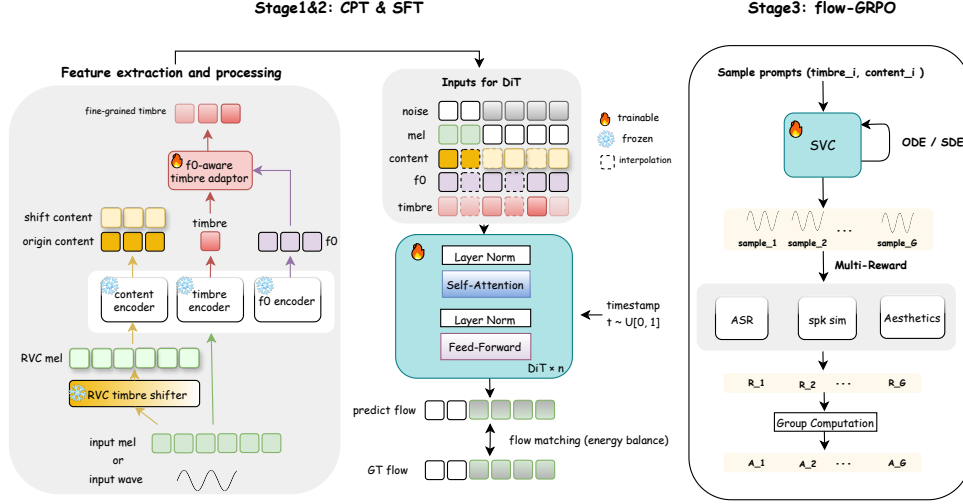 Stage1&2: CPT & SFT
Stage3: flow-GRPO
Feature extraction and processing
fine-grained timbre
f0-aware
timbre adaptor
shift content
origin content
timbre
f0
content
encoder
timbre
encoder
f0 encoder
RVC mel
RVC timbre shifter
input mel
or
input wave
Inputs for DiT
noise
mel
content
f0
timbre
trainable
frozen
interpolation
Layer Norm
Self-Attention
Layer Norm
Feed-Forward
DiT × n
timestamp
t ~ U[0, 1]
predict flow
flow matching (energy balance)
GT flow
Sample prompts (timbre_i, content_i )
SVC
ODE / SDE
sample_1
sample_2
...
sample_G
Multi-Reward
ASR
spk sim
Aesthetics
R_1
R_2
...
R_G
Group Computation
A_1
A_2
...
A_G